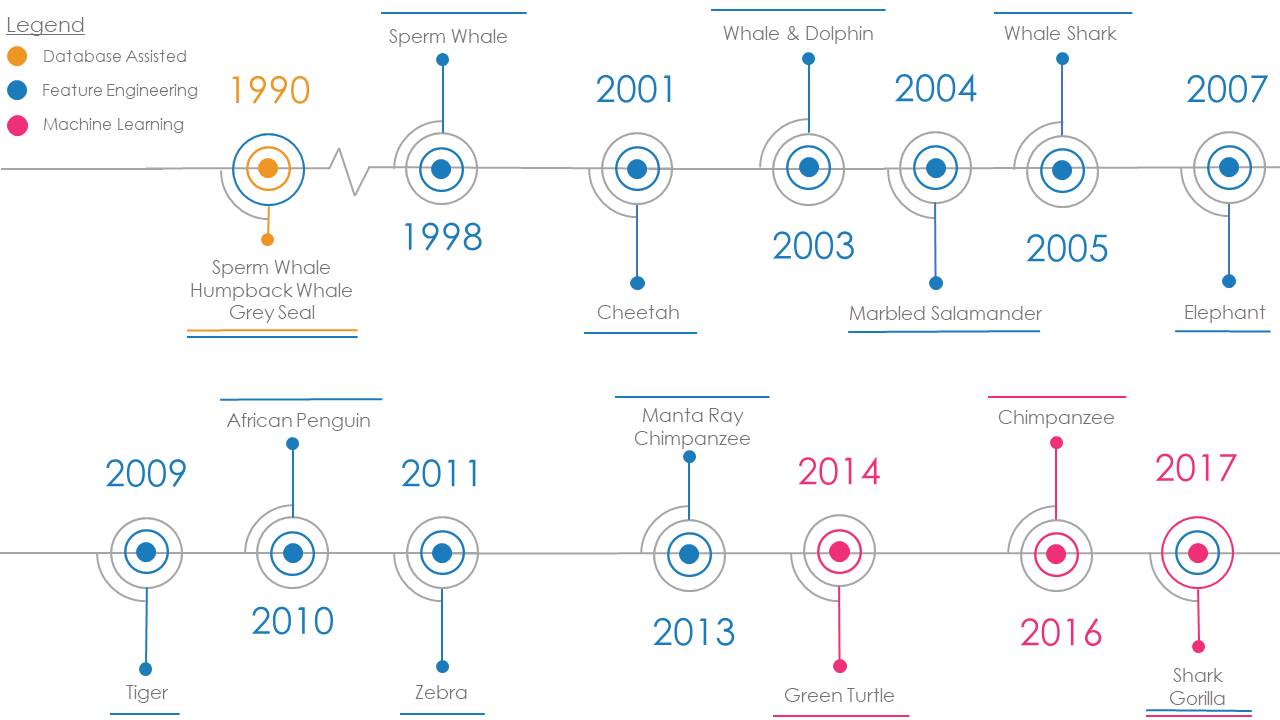 Legend
Database Assisted
Feature Engineering
Machine Learning
1990
Sperm Whale
Humpback Whale
Grey Seal
Sperm Whale
1998
2001
Cheetah
Whale & Dolphin
2003
2004
Marbled Salamander
Whale Shark
2005
2007
Elephant
2009
Tiger
African Penguin
2010
2011
Zebra
Manta Ray
Chimpanzee
2013
2014
Green Turtle
Chimpanzee
2016
2017
Shark
Gorilla